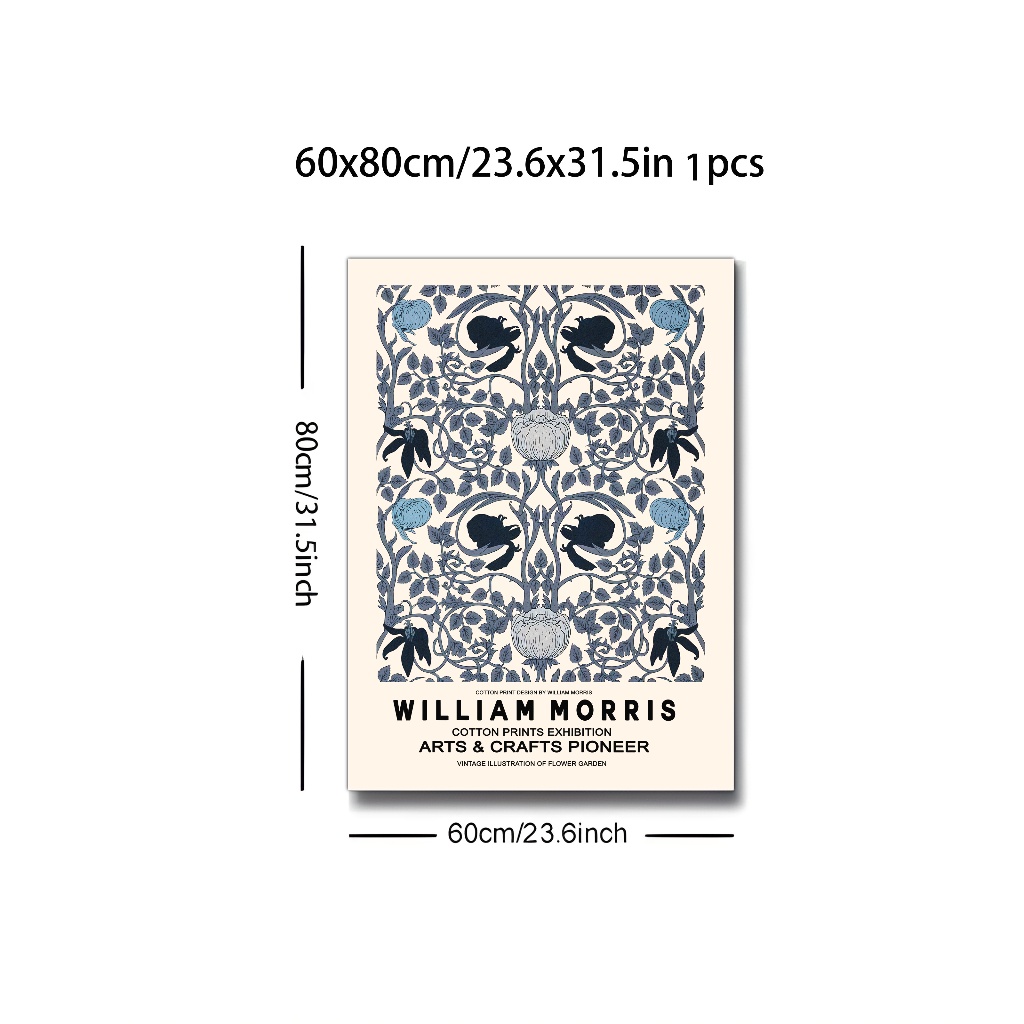 60x80cm/23.6x31.5in 1pcs
80cm/31.5inch
COTTON PRINT DESIGN BY WILLIAM MORRIS
WILLIAM MORRIS
COTTON PRINTS EXHIBITION
ARTS & CRAFTS PIONEER
VINTAGE ILLUSTRATION OF FLOWER GARDEN
60cm/23.6inch